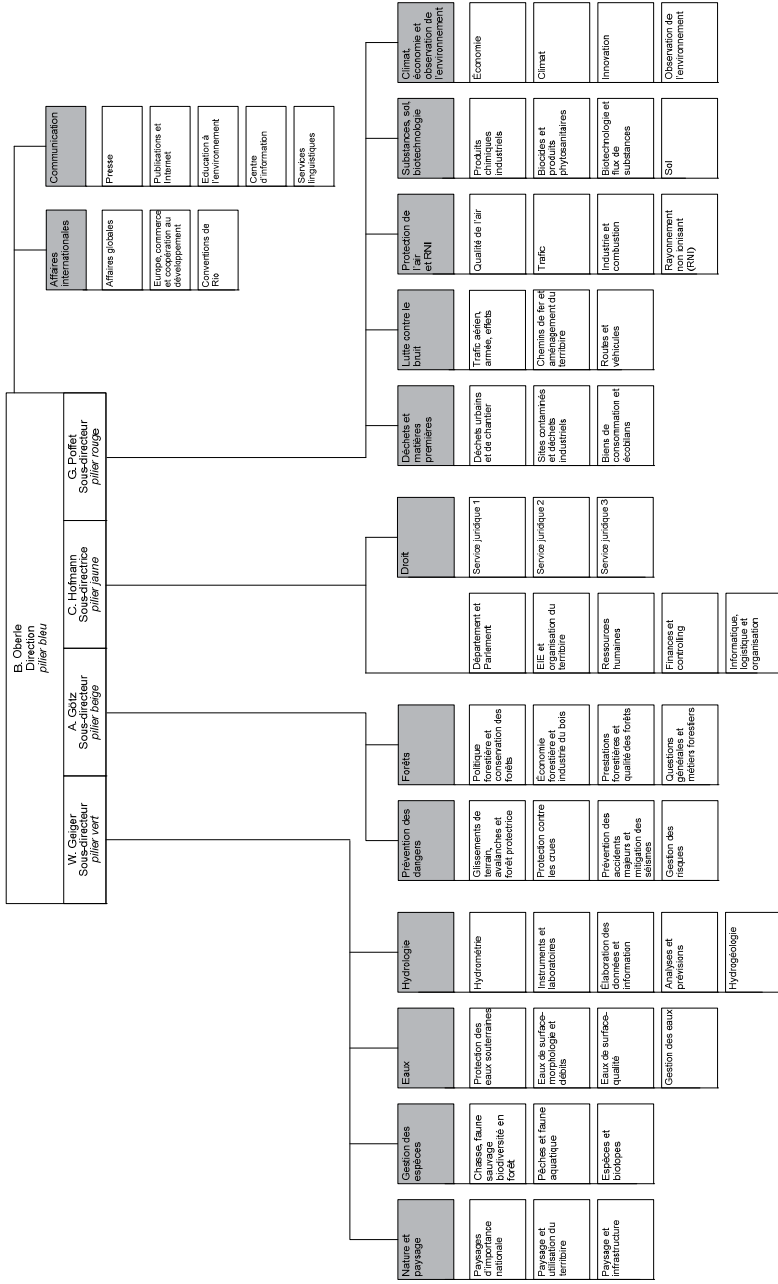 B. Oberle
Direction
pilier bleu
W. Geiger
Sous-directeur
pilier vert
A. Götz
Sous-directeur
pilier beige
C. Hofmann
Sous-directrice
pilier jaune
G. Poffet
Sous-directeur
pilier rouge
Affaires
internationales
Affaires globales
Europe, commerce
et coopération au
développement
Conventions de
Rio
Communication
Presse
Publications et
Internet
Education à
l'environnement
Centre
d'information
Services
linguistiques
Nature et
paysage
Paysages
d'importance
nationale
Paysage et
utilisation du
territoire
Paysage et
infrastructure
Gestion des
espèces
Chasse, faune
sauvage
biodiversité en
forêt
Pêches et faune
aquatique
Espèces et
biotopes
Eaux
Protection des
eaux souterraines
Eaux de surface-
morphologie et
débits
Eaux de surface-
qualité
Gestion des eaux
Hydrologie
Hydrométrie
Instruments et
laboratoires
Élaboration des
données et
information
Analyses et
prévisions
Hydrogéologie
Prévention des
dangers
Glissements de
terrain,
avalanches et
forêt protectrice
Protection contre
les crues
Prévention des
accidents
majeurs et
mitigation des
séismes
Gestion des
risques
Forêts
Politique
forestière et
conservation des
forêts
Économie
forestière et
industrie du bois
Prestations
forestières et
qualité des forêts
Questions
générales et
métiers forestiers
Département et
Parlement
EIE et
organisation du
territoire
Ressources
humaines
Finances et
controlling
Informatique,
logistique et
organisation
Droit
Service juridique 1
Service juridique 2
Service juridique 3
Déchets et
matières
premières
Déchets urbains
et de chantier
Sites contaminés
et déchets
industriels
Biens de
consommation et
écobilans
Lutte contre le
bruit
Trafic aérien,
armée, effets
Chemins de fer et
aménagement du
territoire
Routes et
véhicules
Protection de
l'air
et RNI
Qualité de l'air
Trafic
Industrie et
combustion
Rayonnement
non ionisant
(RNI)
Substances, sol,
biotechnologie
Produits
chimiques
industriels
Biocides et
produits
phytosanitaires
Biotechnologie et
flux de
substances
Sol
Climat,
économie et
observation de
l'environnement
Économie
Climat
Innovation
Observation de
l'environnement